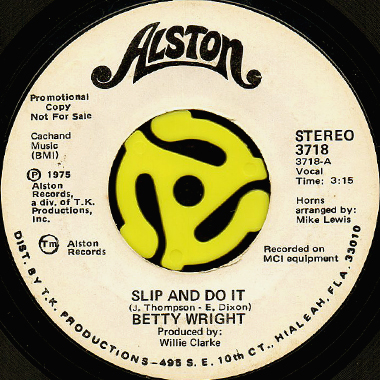 ALSTON
Promotional
Copy
Not For Sale
Cachand
Music
(BMI)
P 1975
Alston
Records,
a div. of T.K.
Productions,
Inc.
Tm Alston
Records
STEREO
3718
3718-A
Vocal
Time: 3:15
Horns
arranged by:
Mike Lewis
Recorded on
MCI equipment
SLIP AND DO IT
(J. Thompson - E. Dixon)
BETTY WRIGHT
Produced by:
Willie Clarke
DIST. BY T.K. PRODUCTIONS-495 S.E. 10th CT., HIALEAH, FLA. 33010